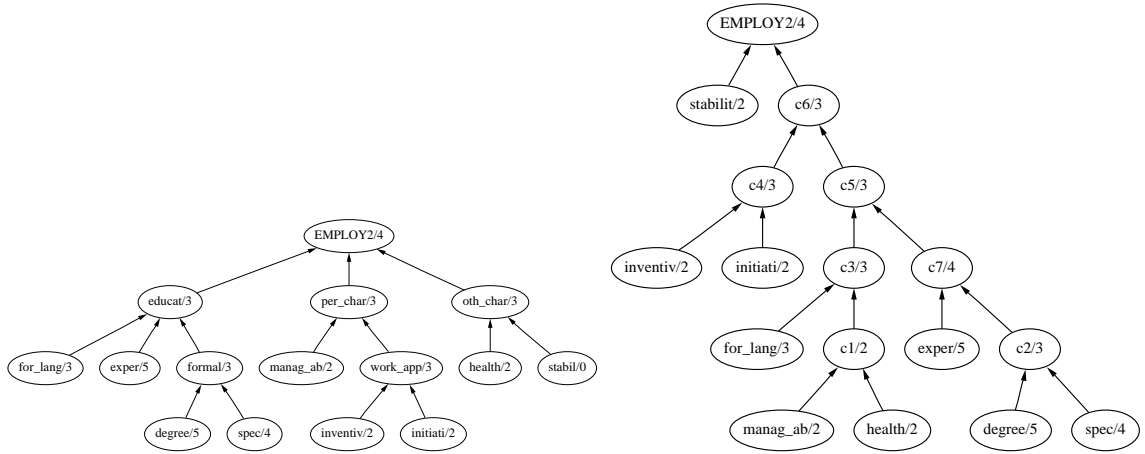 EMPLOY2/4
educat/3 per_char/3 oth_char/3
for_lang/3 exper/5 formal/3 manag_ab/2 work_app/3 health/2 stabil/0
degree/5 spec/4 inventiv/2 initiati/2
EMPLOY2/4
stabilit/2 c6/3
c4/3 c5/3
inventiv/2 initiati/2 c3/3 c7/4
for_lang/3 c1/2 exper/5 c2/3
manag_ab/2 health/2 degree/5 spec/4